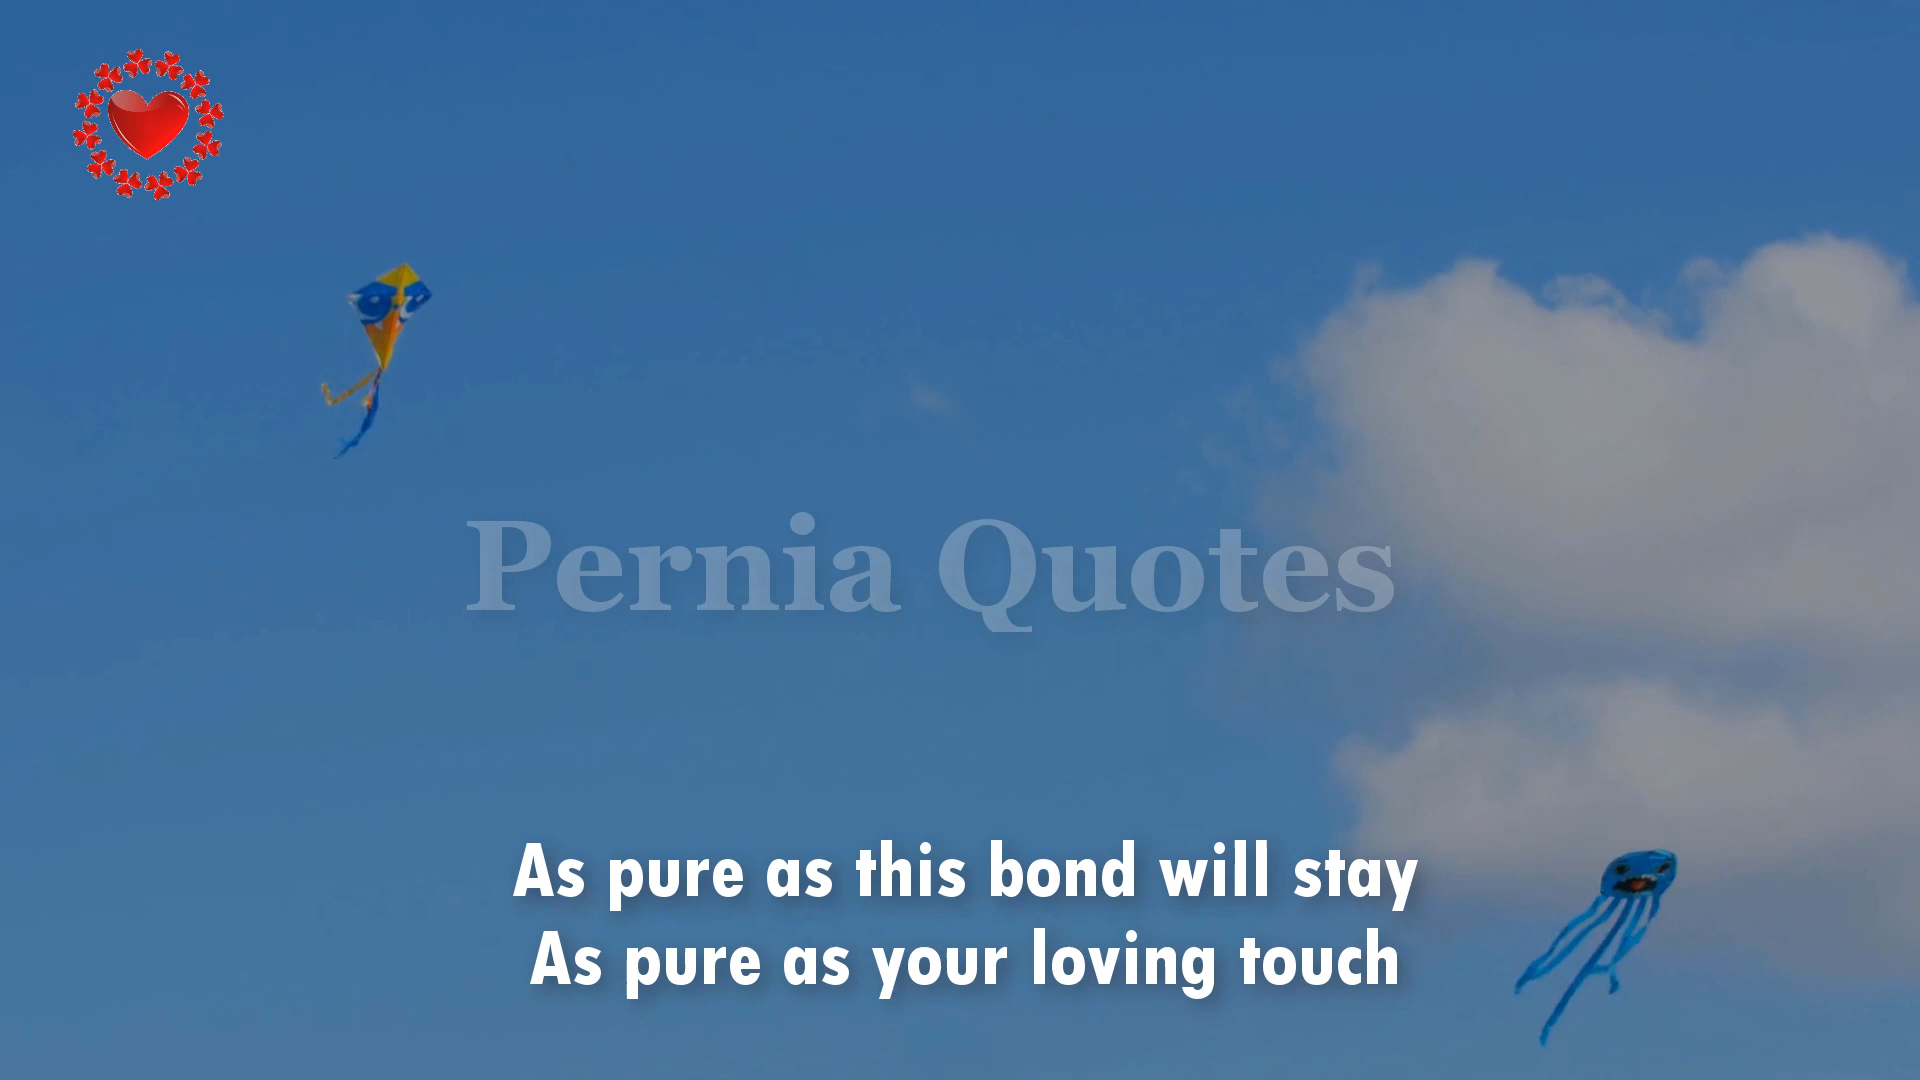 Pernia Quotes
As pure as this bond will stay
As pure as your loving touch